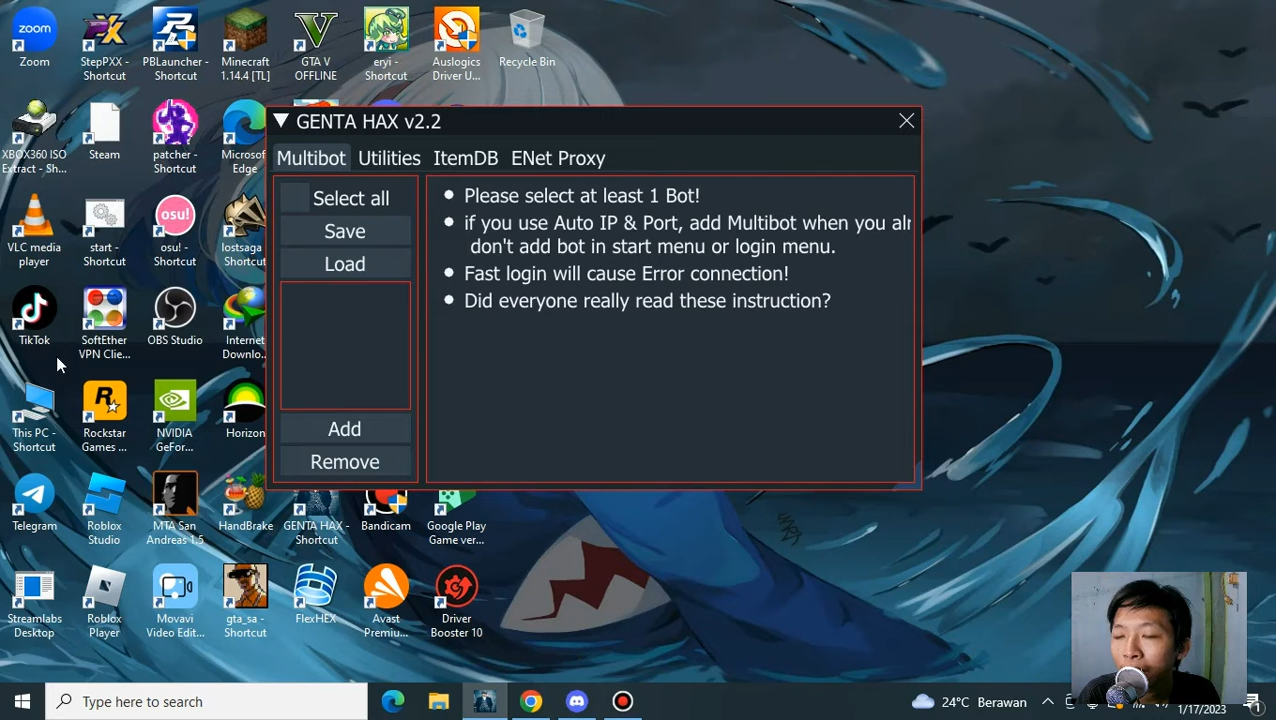 Zoom
StepPXX -
Shortcut
PBLauncher -
Shortcut
Minecraft
1.14.4 [TL]
GTA V
OFFLINE
eryi -
Shortcut
Auslogics
Driver U...
Recycle Bin
XBOX360 ISO
Extract - Sh...
Steam
patcher -
Shortcut
Microsof
Edge
VLC media
player
start -
Shortcut
osu! -
Shortcut
lostsaga
Shortcut
TikTok
SoftEther
VPN Clie...
OBS Studio
Internet
Downlo...
This PC -
Shortcut
Rockstar
Games ...
NVIDIA
GeFor...
Horizon
Telegram
Roblox
Studio
MTA San
Andreas 1.5
HandBrake
GENTA HAX -
Shortcut
Bandicam
Google Play
Game ver...
Streamlabs
Desktop
Roblox
Player
Movavi
Video Edit...
gta_sa -
Shortcut
FlexHEX
Avast
Premiu...
Driver
Booster 10
GENTA HAX v2.2
Multibot Utilities ItemDB ENet Proxy
Select all
Save
Load
Add
Remove
Please select at least 1 Bot!
if you use Auto IP & Port, add Multibot when you alr
don't add bot in start menu or login menu.
Fast login will cause Error connection!
Did everyone really read these instruction?
Type here to search
24°C Berawan
1/17/2023
1